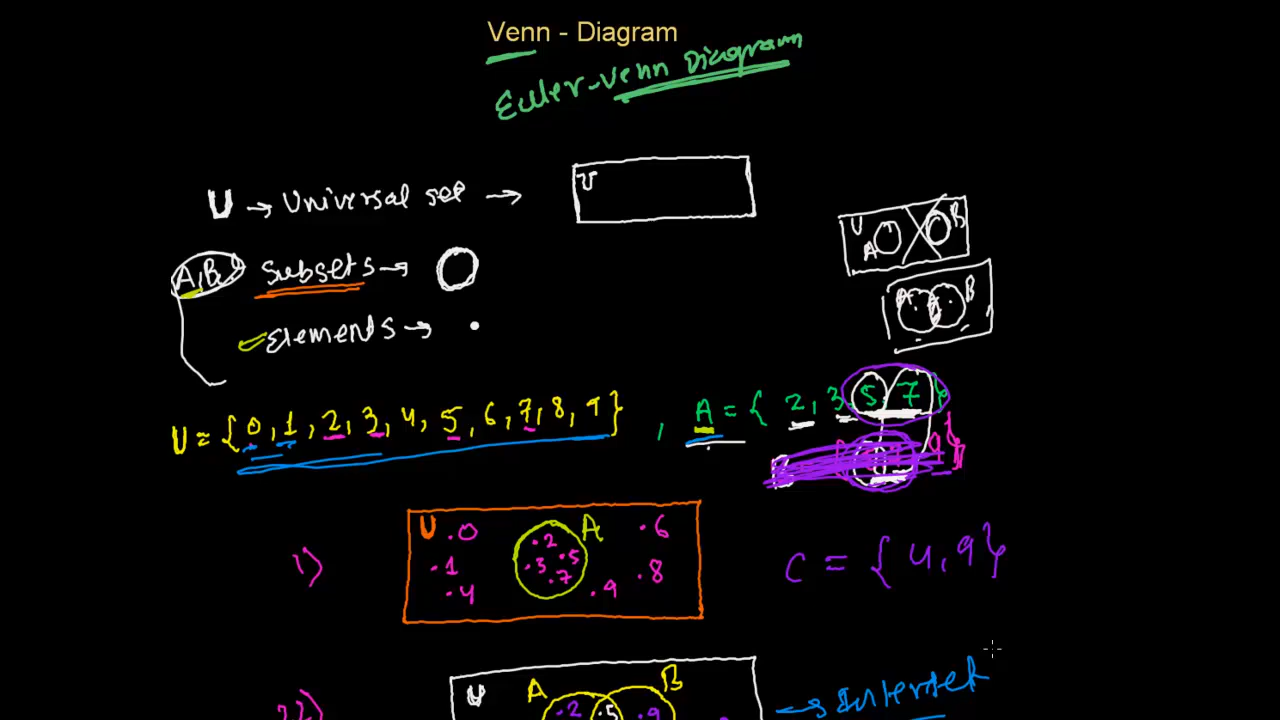 Venn - Diagram
Euler-Venn Diagram
U → Universal set → U
U A B
A, B Subsets →
A B
Elements → .
U = {0, 1, 2, 3, 4, 5, 6, 7, 8, 9}, A = {2, 3, 5, 7}
1) U .0 A .6
.1 .2 .3 .5 .7 .8
.4 .9
C = {4, 9}
U A B
.2 .5 .9
→ Interset